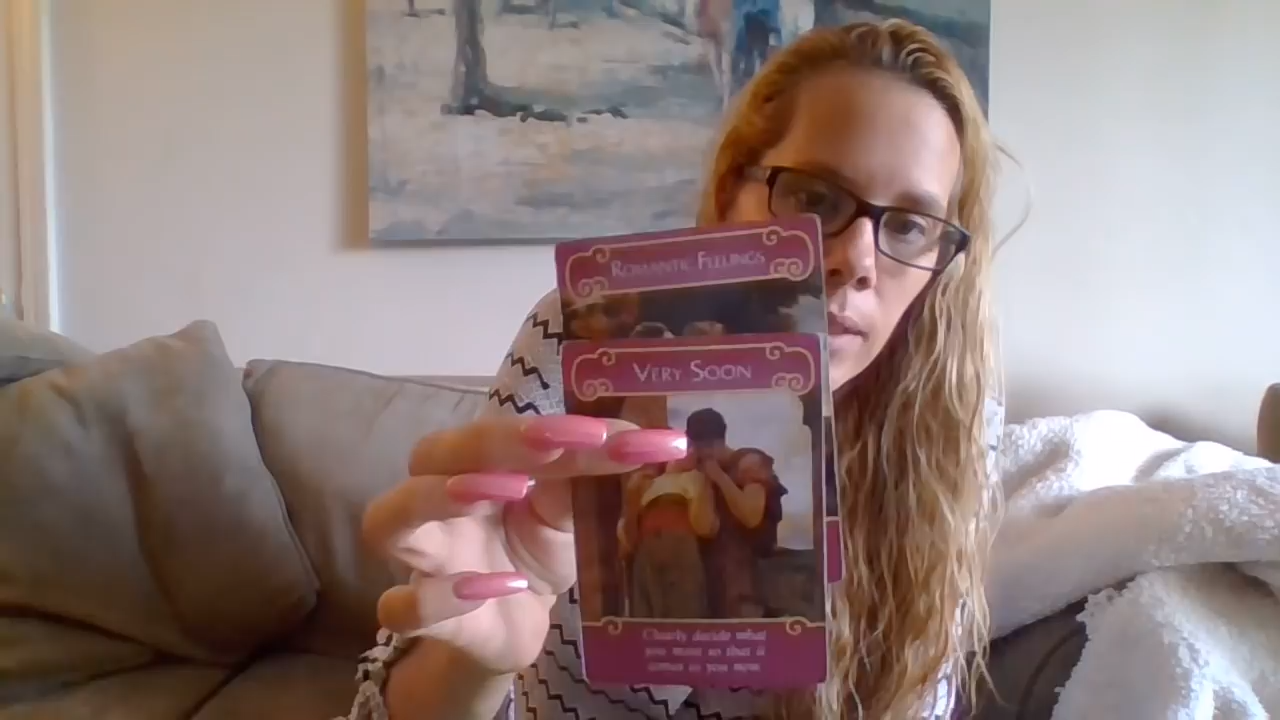 ROMANTIC FEELINGS
VERY SOON
Clearly decide what
you want so that it
comes to you now.